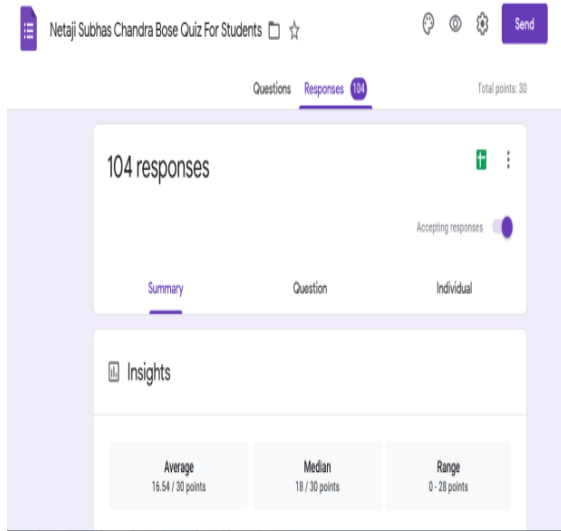 Netaji Subhas Chandra Bose Quiz For Students
Send
Questions Responses 104
Total points: 30
104 responses
Accepting responses
Summary Question Individual
Insights
Average Median Range
16.54 / 30 points 18 / 30 points 0 - 28 points